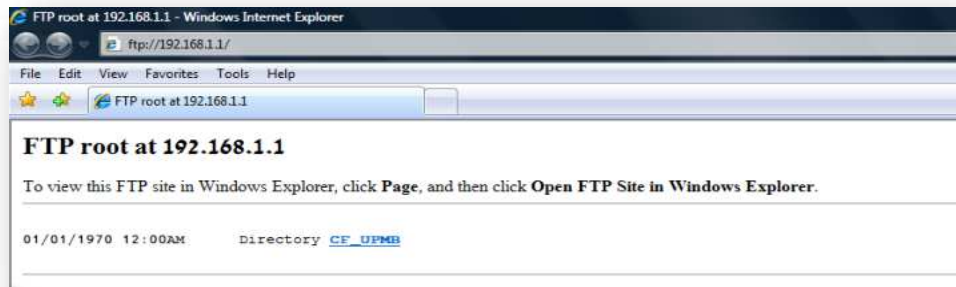 FTP root at 192.168.1.1 - Windows Internet Explorer
ftp://192.168.1.1/
File Edit View Favorites Tools Help
FTP root at 192.168.1.1
FTP root at 192.168.1.1
To view this FTP site in Windows Explorer, click Page, and then click Open FTP Site in Windows Explorer.
01/01/1970 12:00AM Directory CF_UPMB